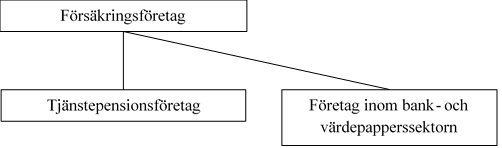 Försäkringsföretag
Tjänstepensionsföretag
Företag inom bank- och
värdepapperssektorn